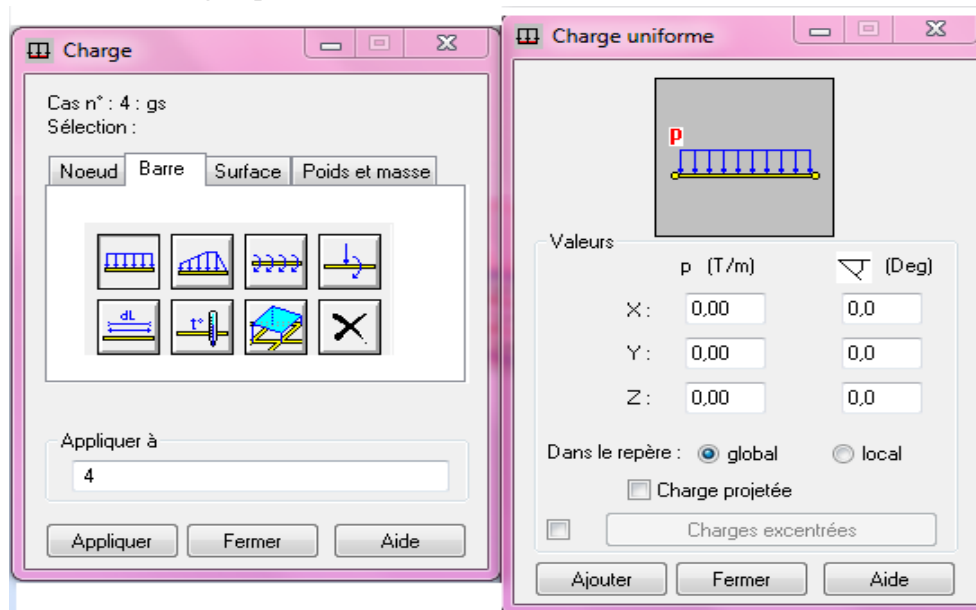 Charge
Cas n° : 4 : gs
Sélection :
Noeud Barre Surface Poids et masse
dL
t°
Appliquer à
4
Appliquer Fermer Aide
Charge uniforme
p
Valeurs
p (T/m) (Deg)
X : 0,00 0,0
Y : 0,00 0,0
Z : 0,00 0,0
Dans le repère : global local
Charge projetée
Charges excentrées
Ajouter Fermer Aide